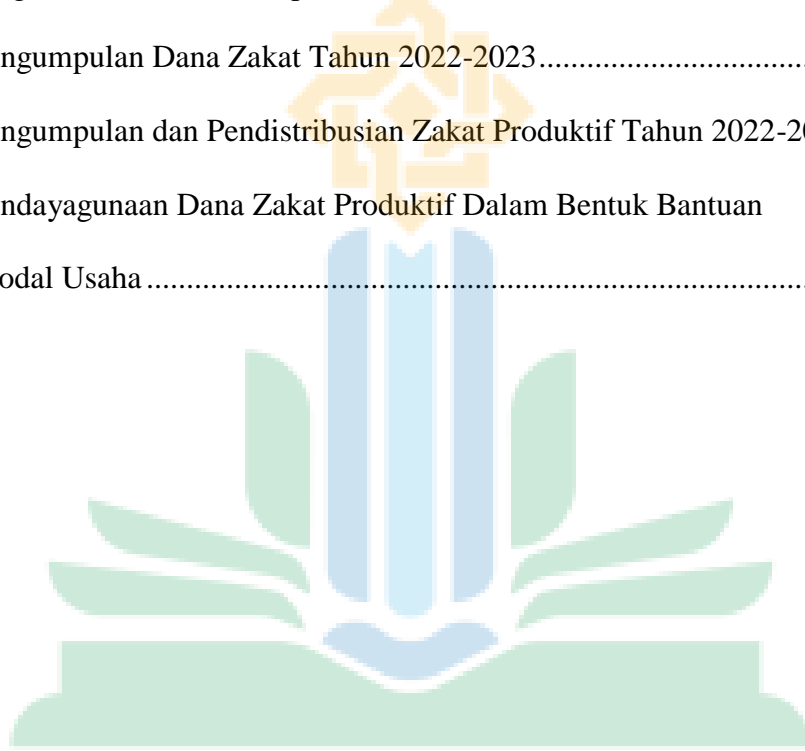 ngumpulan Dana Zakat Tahun 2022-2023..................................
ngumpulan dan Pendistribusian Zakat Produktif Tahun 2022-20
ndayagunaan Dana Zakat Produktif Dalam Bentuk Bantuan
odal Usaha...................................................................................